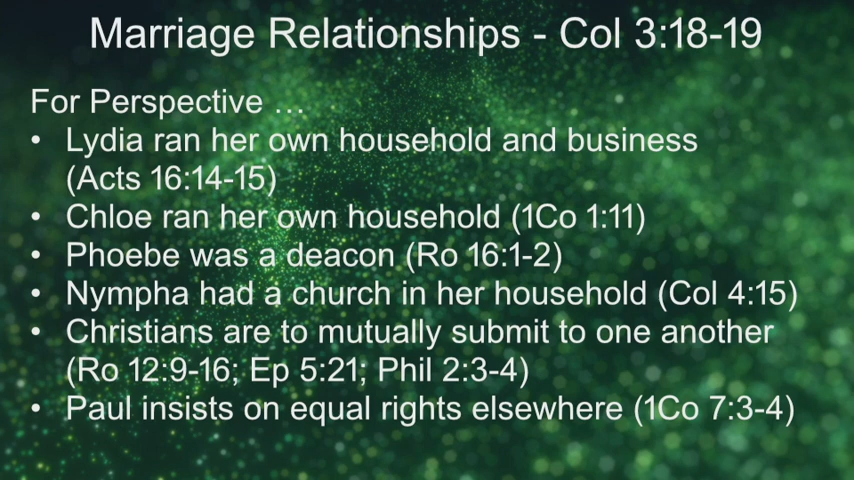 Marriage Relationships - Col 3:18-19
For Perspective …
• Lydia ran her own household and business
(Acts 16:14-15)
• Chloe ran her own household (1Co 1:11)
• Phoebe was a deacon (Ro 16:1-2)
• Nympha had a church in her household (Col 4:15)
• Christians are to mutually submit to one another
(Ro 12:9-16; Ep 5:21; Phil 2:3-4)
• Paul insists on equal rights elsewhere (1Co 7:3-4)